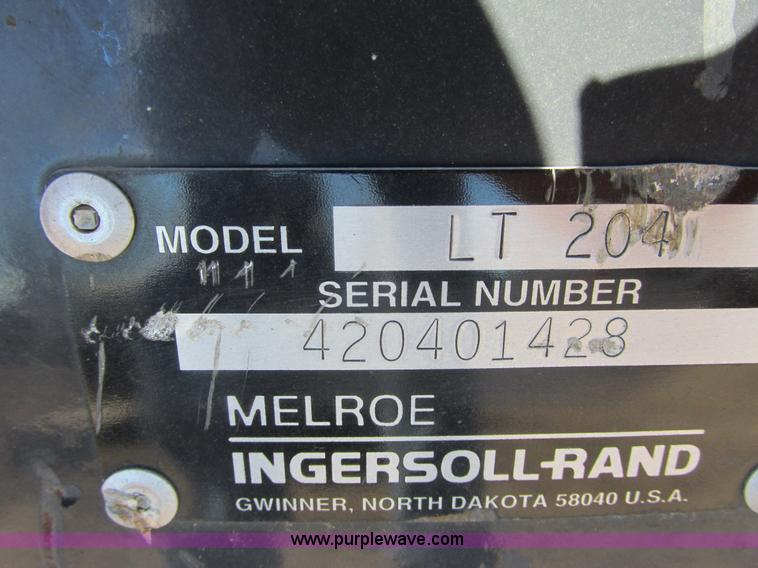 MODEL LT 204
SERIAL NUMBER
420401428
MELROE
INGERSOLL-RAND
GWINNER, NORTH DAKOTA 58040 U.S.A.
www.purplewave.com